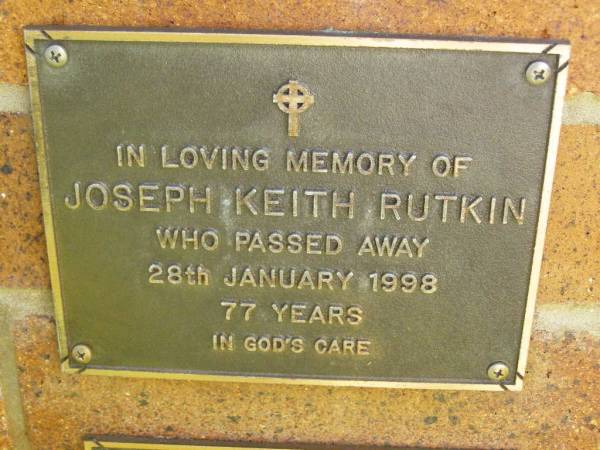 IN LOVING MEMORY OF
JOSEPH KEITH RUTKIN
WHO PASSED AWAY
28th JANUARY 1998
77 YEARS
IN GOD'S CARE